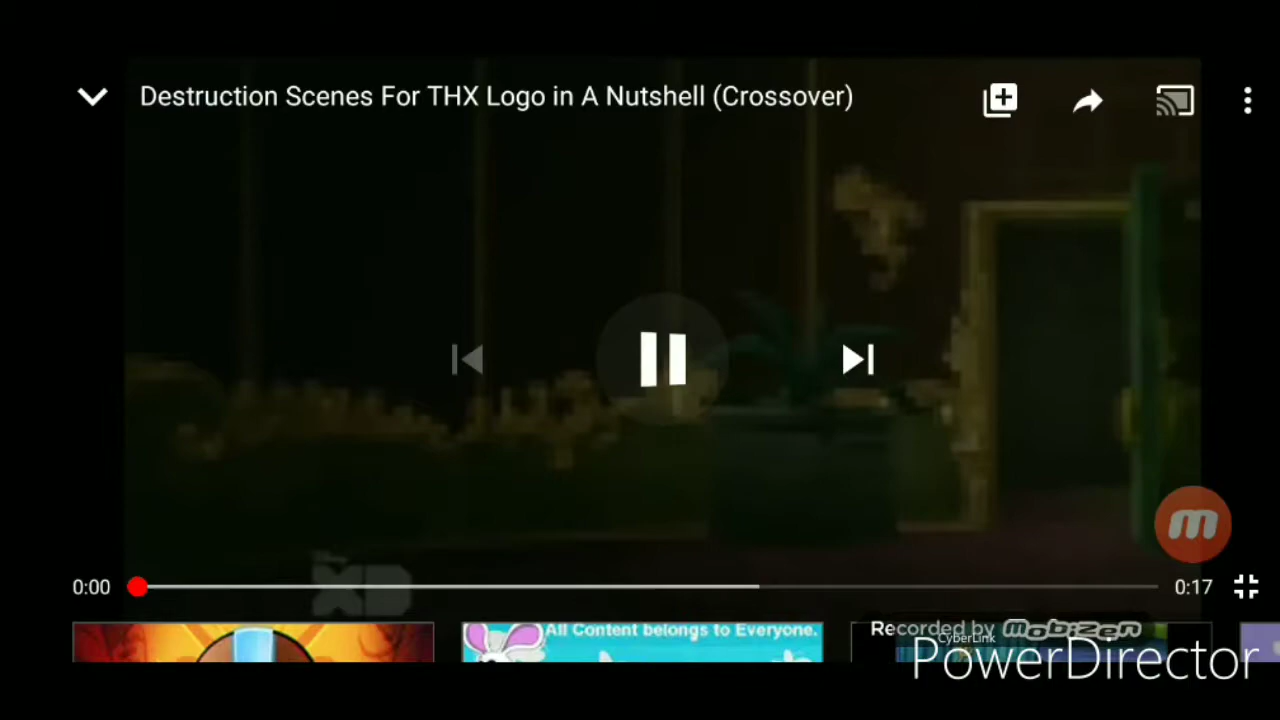 Destruction Scenes For THX Logo in A Nutshell (Crossover)
0:00
XD
0:17
All Content belongs to Everyone.
Recorded by mobizen
CyberLink
PowerDirector